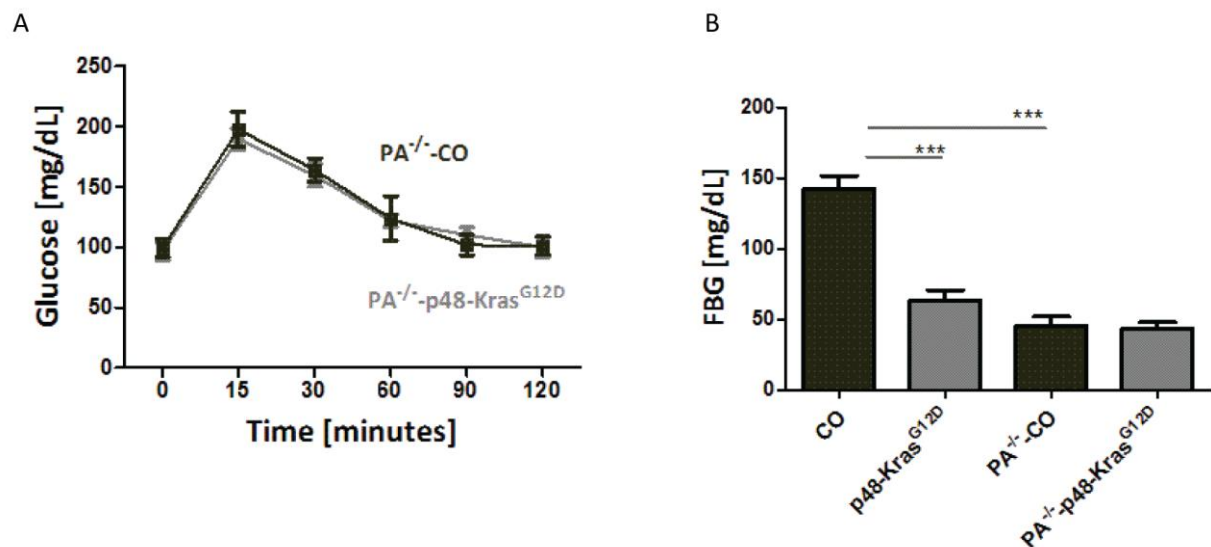 A
B
Glucose [mg/dL]
250
200
150
100
50
0
PA-/--CO
PA-/--p48-KrasG12D
0 15 30 60 90 120
Time [minutes]
FBG [mg/dL]
200
150
100
50
0
***
***
CO
p48-KrasG12D
PA-/--CO
PA-/--p48-KrasG12D